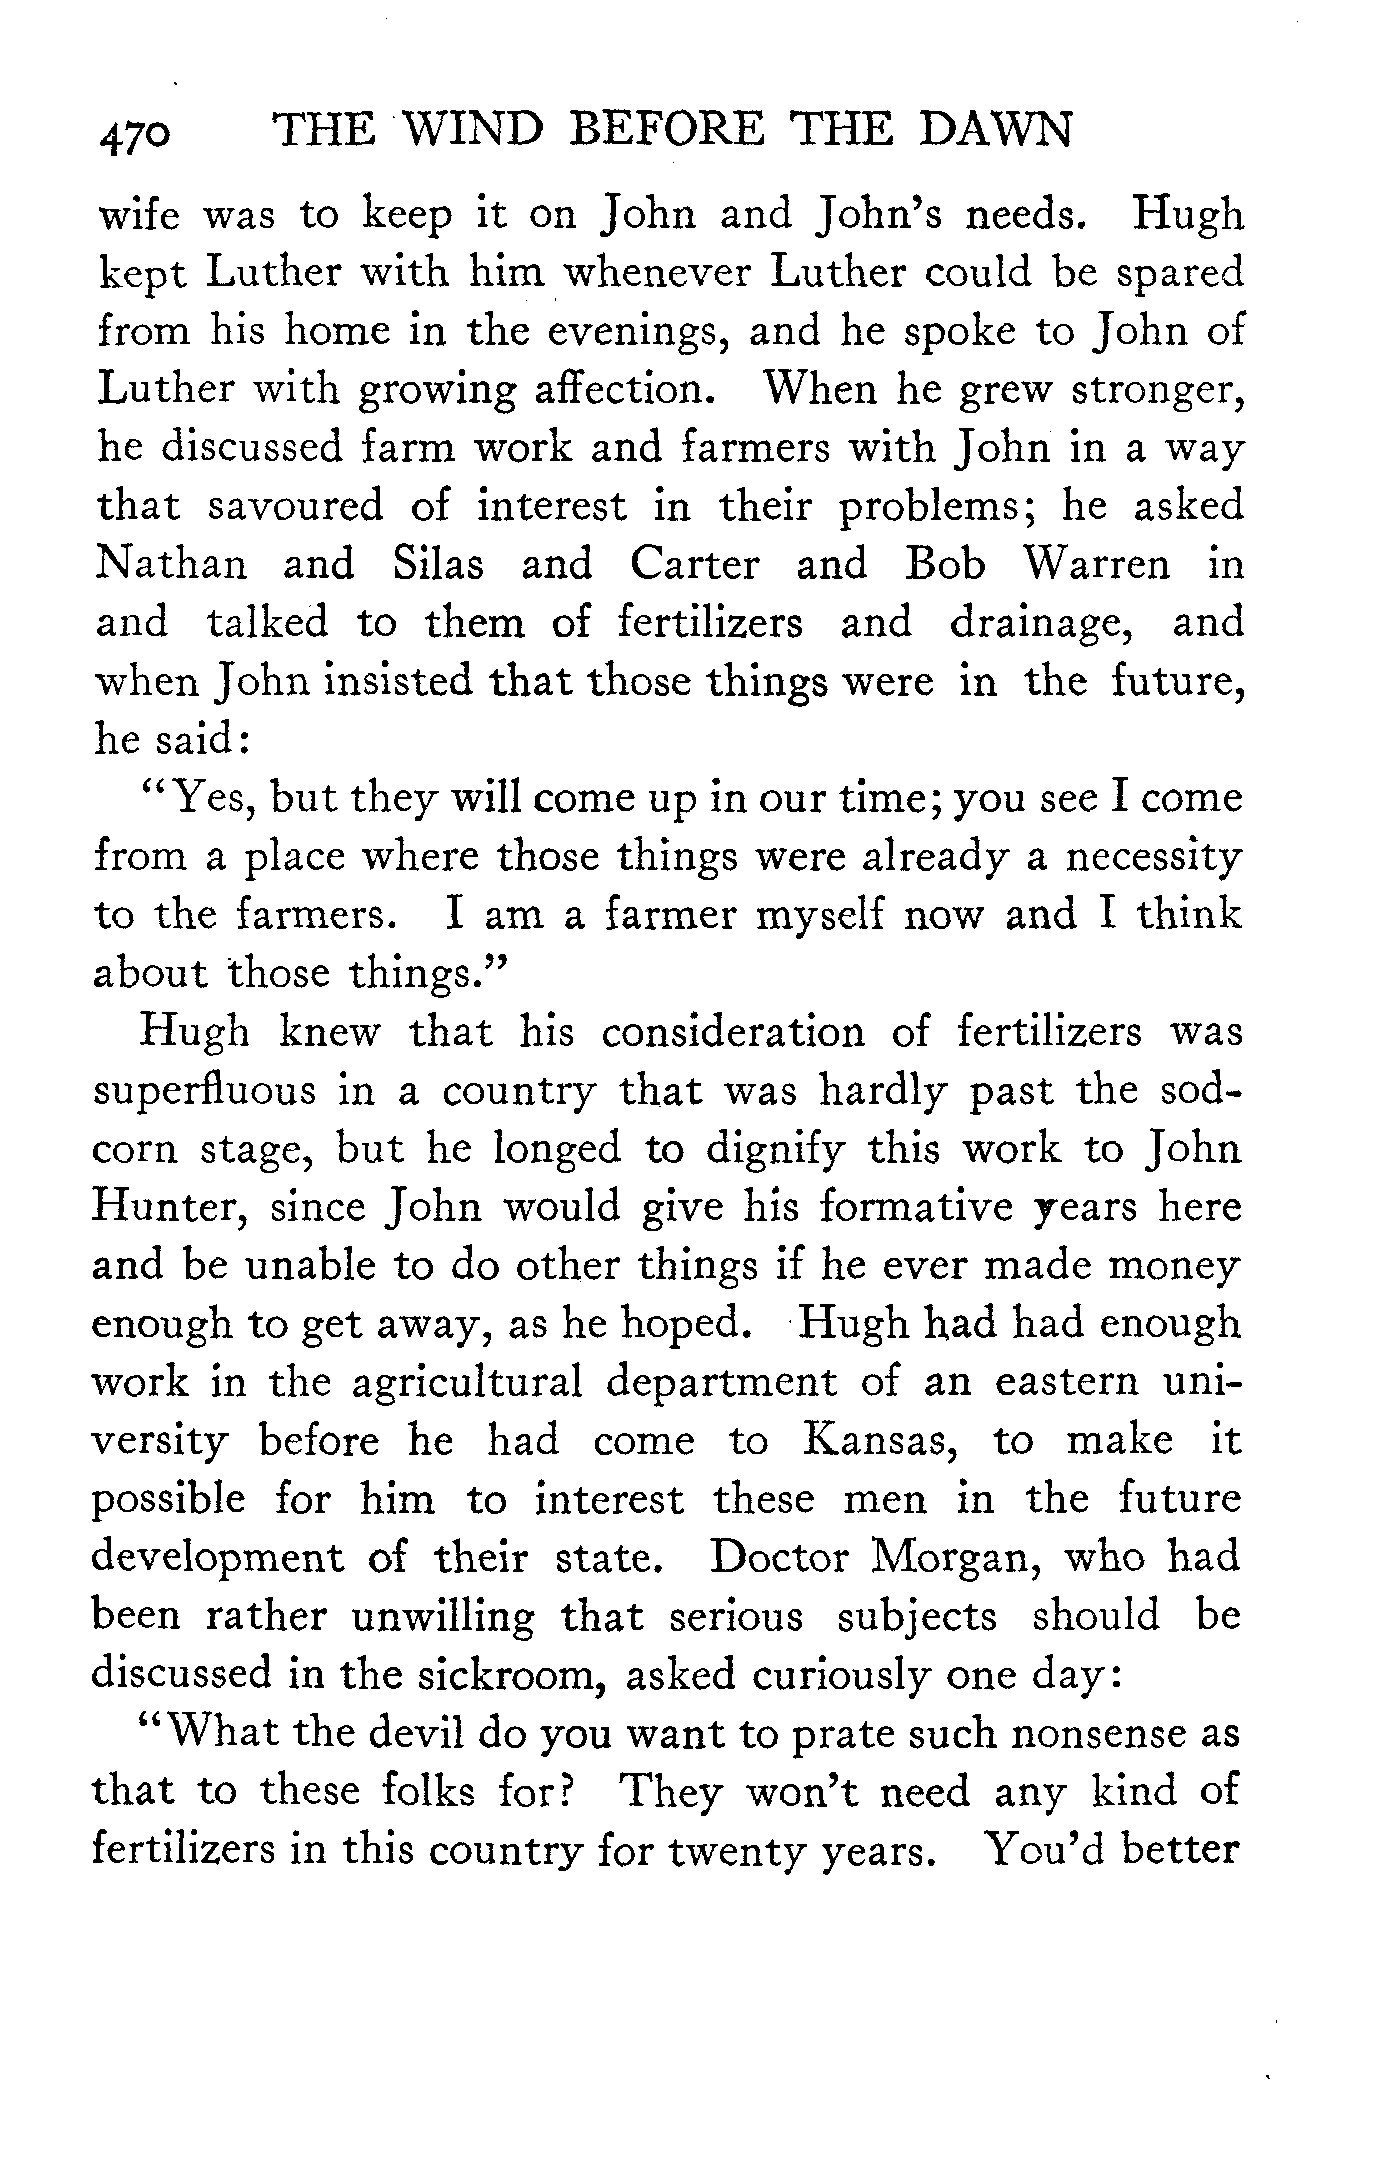 470 THE WIND BEFORE THE DAWN
wife was to keep it on John and John's needs. Hugh
kept Luther with him whenever Luther could be spared
from his home in the evenings, and he spoke to John of
Luther with growing affection. When he grew stronger,
he discussed farm work and farmers with John in a way
that savoured of interest in their problems; he asked
Nathan and Silas and Carter and Bob Warren in
and talked to them of fertilizers and drainage, and
when John insisted that those things were in the future,
he said:
"Yes, but they will come up in our time; you see I come
from a place where those things were already a necessity
to the farmers. I am a farmer myself now and I think
about those things."
Hugh knew that his consideration of fertilizers was
superfluous in a country that was hardly past the sod-
corn stage, but he longed to dignify this work to John
Hunter, since John would give his formative years here
and be unable to do other things if he ever made money
enough to get away, as he hoped. Hugh had had enough
work in the agricultural department of an eastern uni-
versity before he had come to Kansas, to make it
possible for him to interest these men in the future
development of their state. Doctor Morgan, who had
been rather unwilling that serious subjects should be
discussed in the sickroom, asked curiously one day:
"What the devil do you want to prate such nonsense as
that to these folks for? They won't need any kind of
fertilizers in this country for twenty years. You'd better